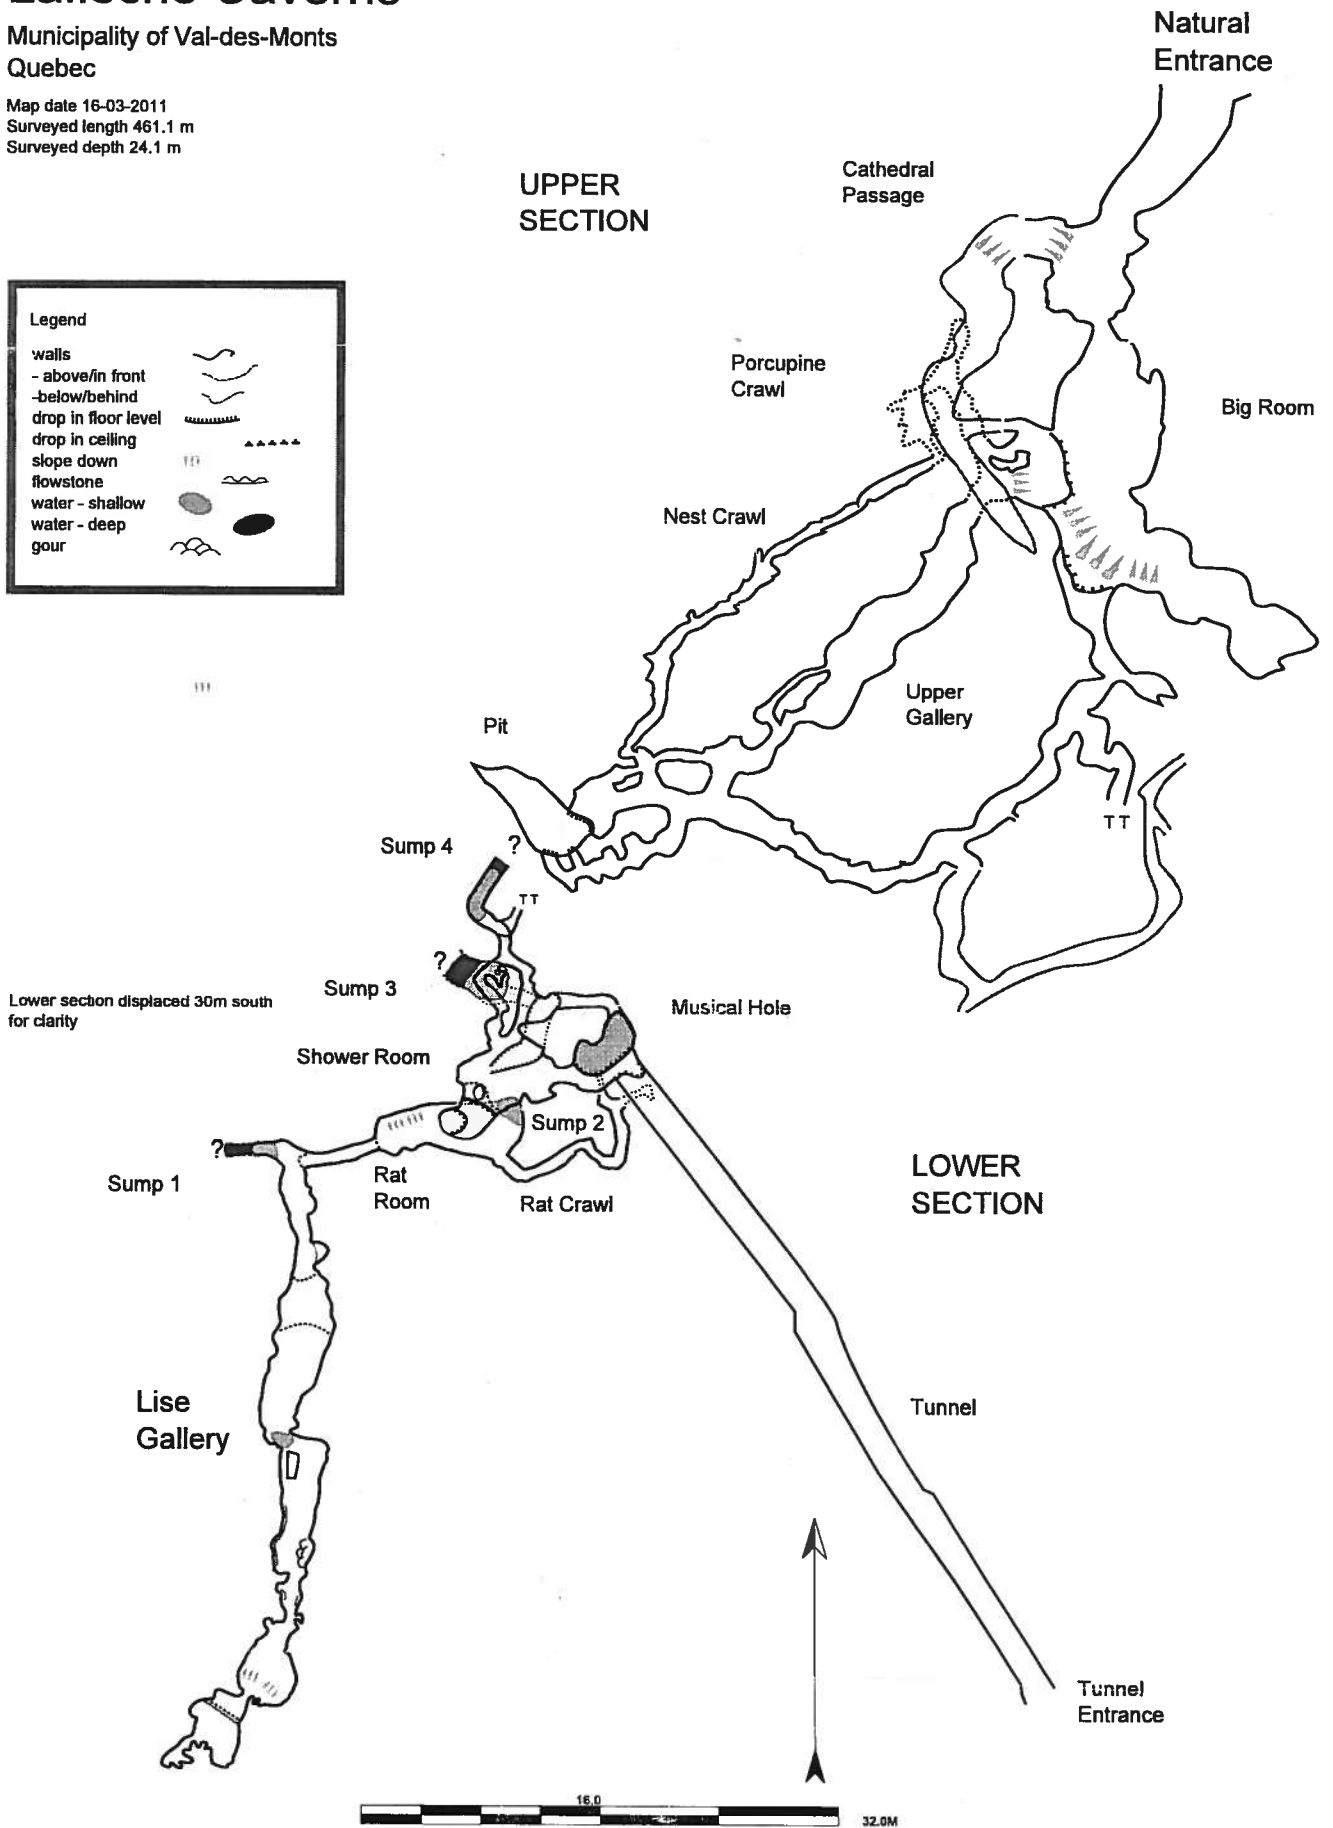 Municipality of Val-des-Monts
Quebec
Map date 16-03-2011
Surveyed length 461.1 m
Surveyed depth 24.1 m
Natural
Entrance
UPPER
SECTION
Cathedral
Passage
Legend
walls
- above/in front
-below/behind
drop in floor level
drop in ceiling
slope down
flowstone
water - shallow
water - deep
gour
Porcupine
Crawl
Big Room
Nest Crawl
Upper
Gallery
Pit
TT
Sump 4
?
TT
?
Sump 3
Lower section displaced 30m south
for clarity
Musical Hole
Shower Room
Sump 2
?
Sump 1
Rat
Room
Rat Crawl
LOWER
SECTION
Lise
Gallery
Tunnel
Tunnel
Entrance
16.0
32.0M